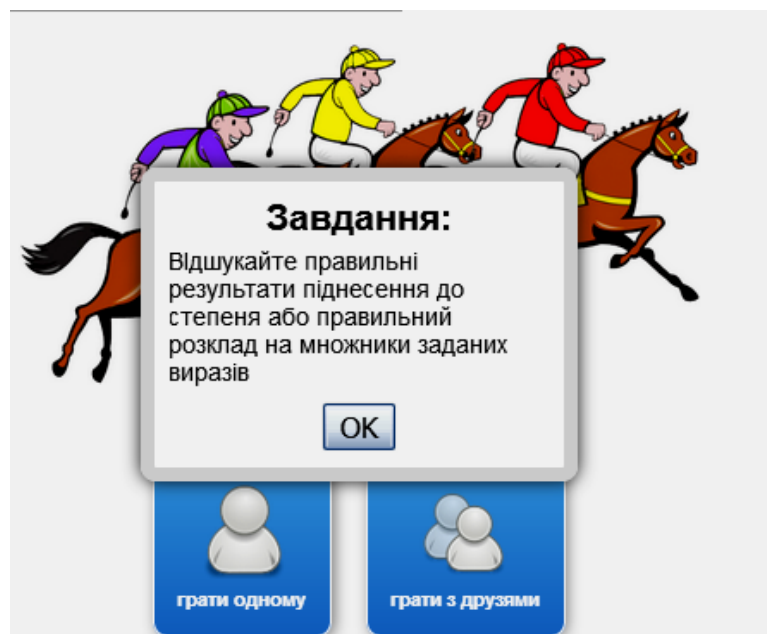 Завдання:
Відшукайте правильні
результати піднесення до
степеня або правильний
розклад на множники заданих
виразів
OK
грати одному
грати з друзями